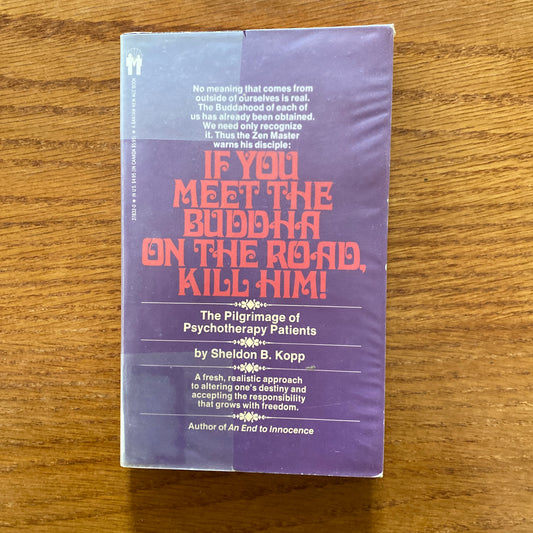 No meaning that comes from
outside of ourselves is real.
The Buddahood of each of
us has already been obtained.
We need only recognize
it. Thus the Zen Master
warns his disciple:
IF YOU
MEET THE
BUDDHA
ON THE ROAD,
KILL HIM!
The Pilgrimage of
Psychotherapy Patients
by Sheldon B. Kopp
A fresh, realistic approach
to altering one's destiny and
accepting the responsibility
that grows with freedom.
Author of An End to Innocence